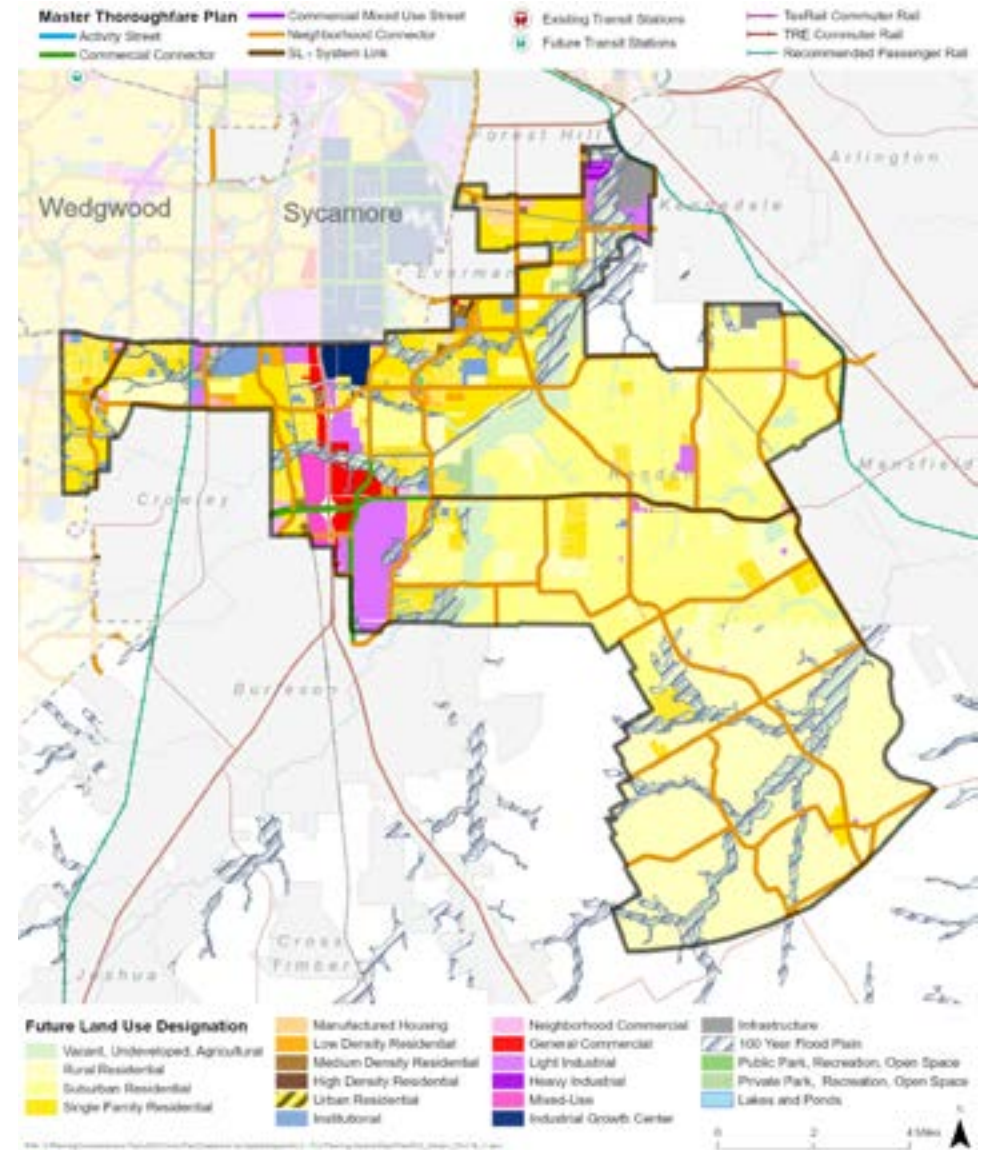 Master Thoroughfare Plan
Activity Street
Commercial Connector
Commercial Mixed Use Street
Neighborhood Connector
SL - System Link
Existing Transit Stations
Future Transit Stations
TexRail Commuter Rail
TRE Commuter Rail
Recommended Passenger Rail
Forest Hill
Arlington
Wedgwood
Sycamore
Kennedale
Everman
Mansfield
Crowley
Burleson
Cross
Timber
Joshua
Future Land Use Designation
Vacant, Undeveloped, Agricultural
Rural Residential
Suburban Residential
Single Family Residential
Manufactured Housing
Low Density Residential
Medium Density Residential
High Density Residential
Urban Residential
Institutional
Neighborhood Commercial
General Commercial
Light Industrial
Heavy Industrial
Mixed-Use
Industrial Growth Center
Infrastructure
100 Year Flood Plain
Public Park, Recreation, Open Space
Private Park, Recreation, Open Space
Lakes and Ponds
0 2 4 Miles